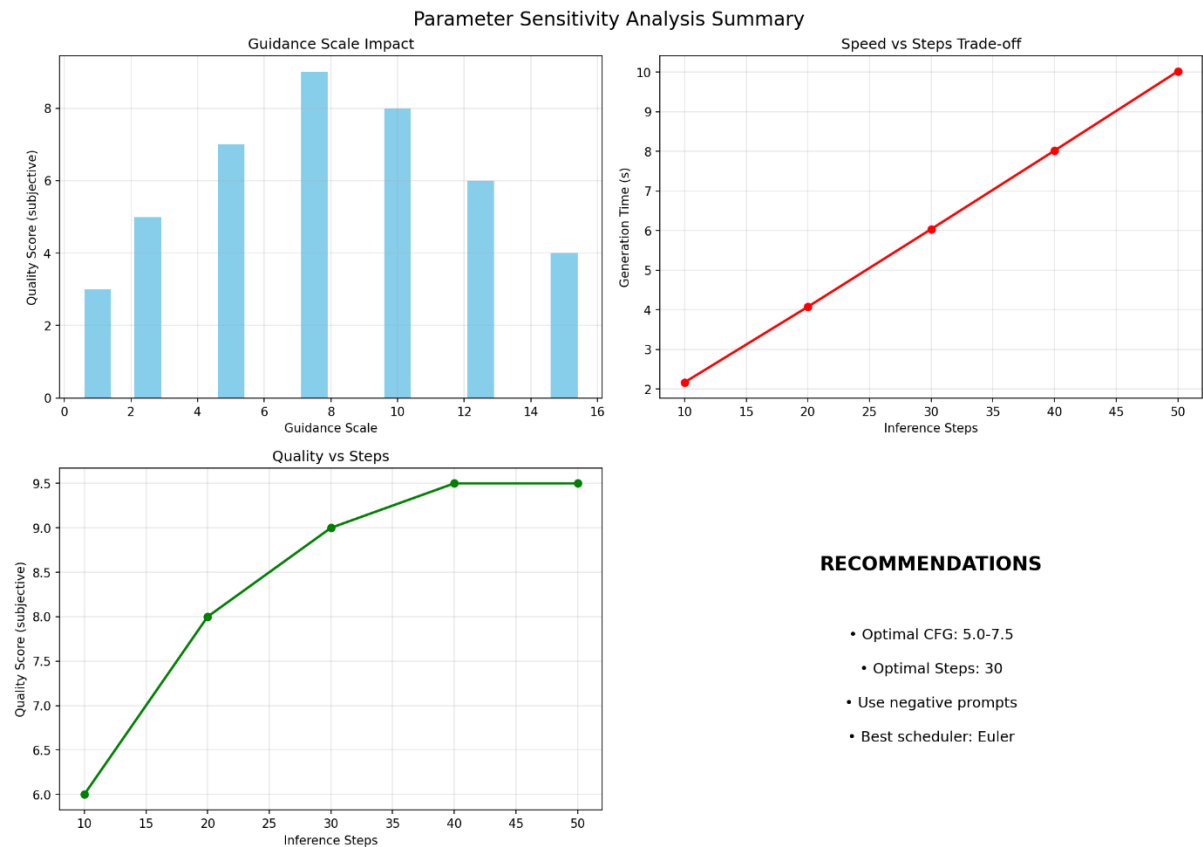 Parameter Sensitivity Analysis Summary
Guidance Scale Impact
Quality Score (subjective)
8
6
4
2
0
0 2 4 6 8 10 12 14 16
Guidance Scale
Speed vs Steps Trade-off
Generation Time (s)
10
9
8
7
6
5
4
3
2
10 15 20 25 30 35 40 45 50
Inference Steps
Quality vs Steps
Quality Score (subjective)
9.5
9.0
8.5
8.0
7.5
7.0
6.5
6.0
10 15 20 25 30 35 40 45 50
Inference Steps
RECOMMENDATIONS
• Optimal CFG: 5.0-7.5
• Optimal Steps: 30
• Use negative prompts
• Best scheduler: Euler